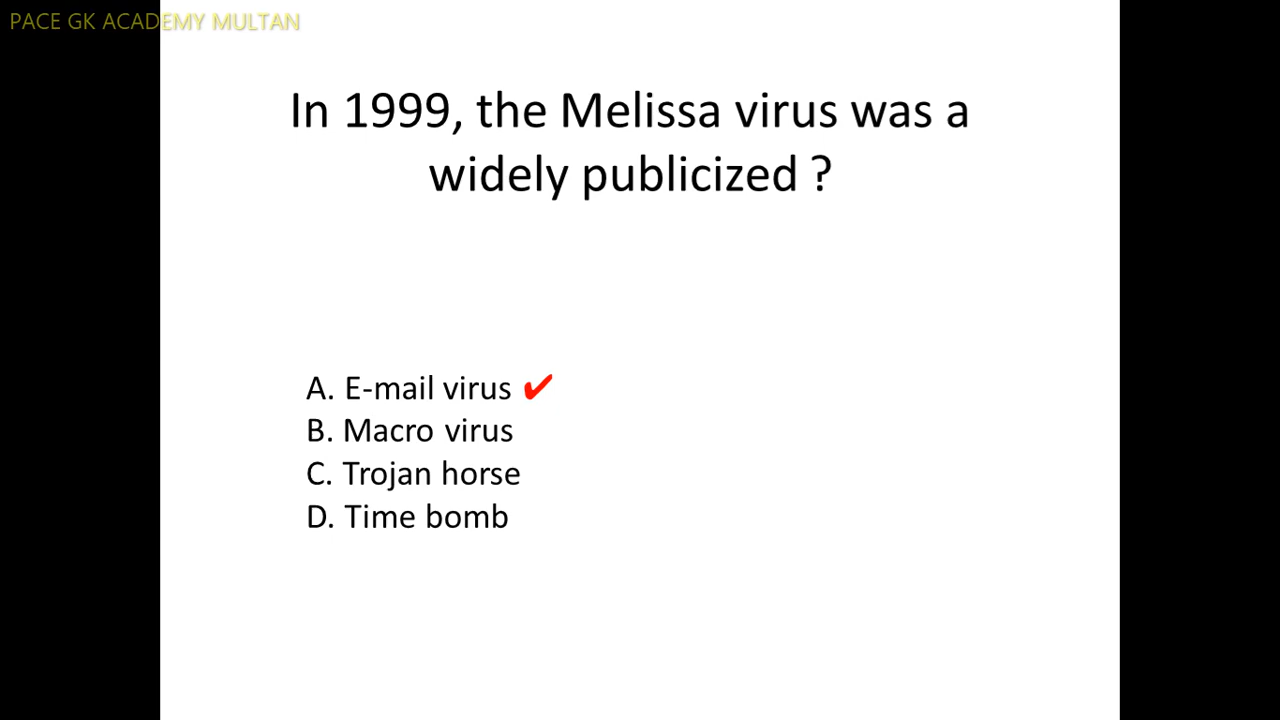 PACE GK ACADEMY MULTAN
In 1999, the Melissa virus was a
widely publicized ?
A. E-mail virus ✔
B. Macro virus
C. Trojan horse
D. Time bomb